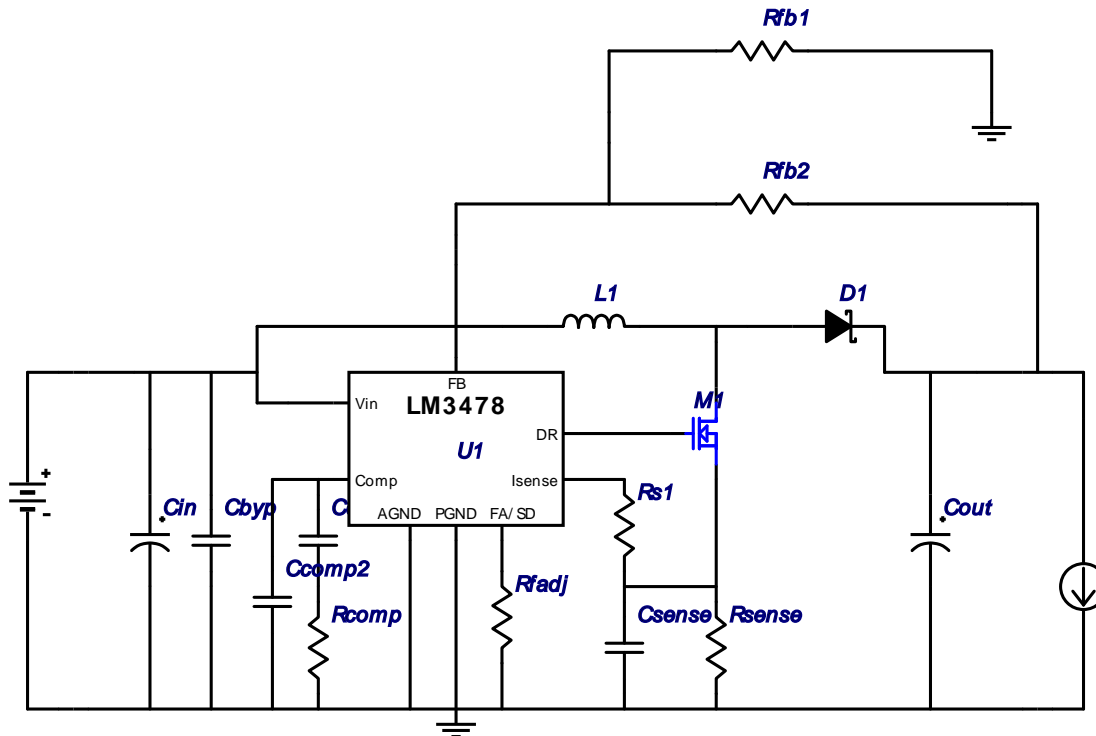 Rfb1
Rfb2
L1
D1
FB
Vin
LM3478
M1
DR
U1
Comp
Isense
Rs1
Cin
Cbyp
C
AGND
PGND
FA/SD
Cout
Ccomp2
Rfadj
Rcomp
Csense
Rsense